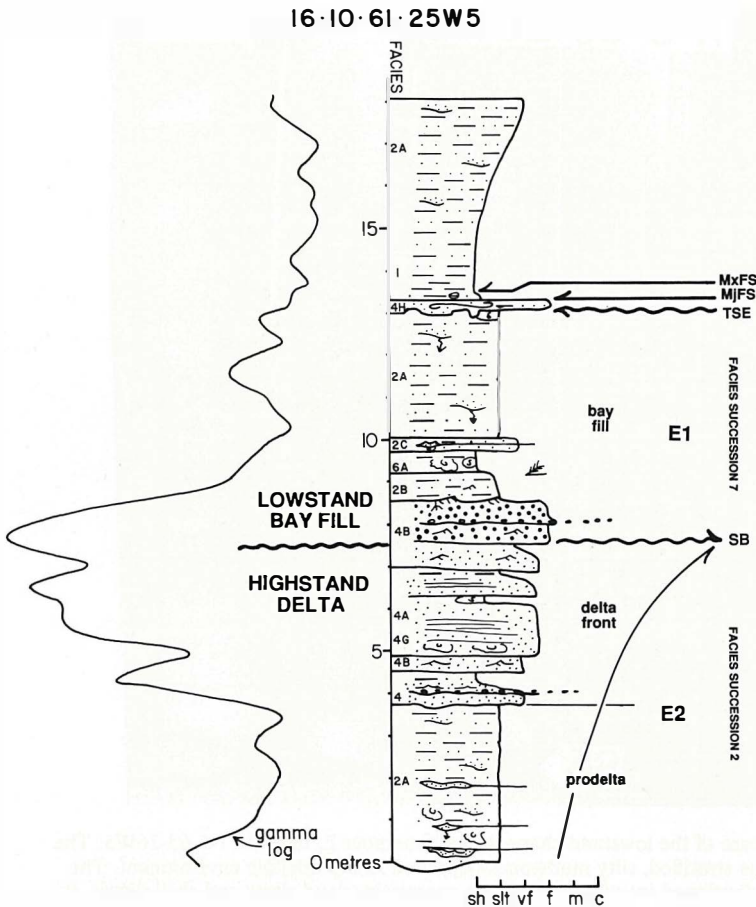 16·10·61·25W5
FACIES
2A
15
I
MxFS
MjFS
4H
TSE
2A
bay
fill
E1
FACIES SUCCESSION 7
10
2C
6A
2B
LOWSTAND
BAY FILL
4B
SB
HIGHSTAND
DELTA
delta
front
4A
4G
5
4B
4
E2
FACIES SUCCESSION 2
2A
prodelta
gamma
log
0 metres
sh slt vf f m c